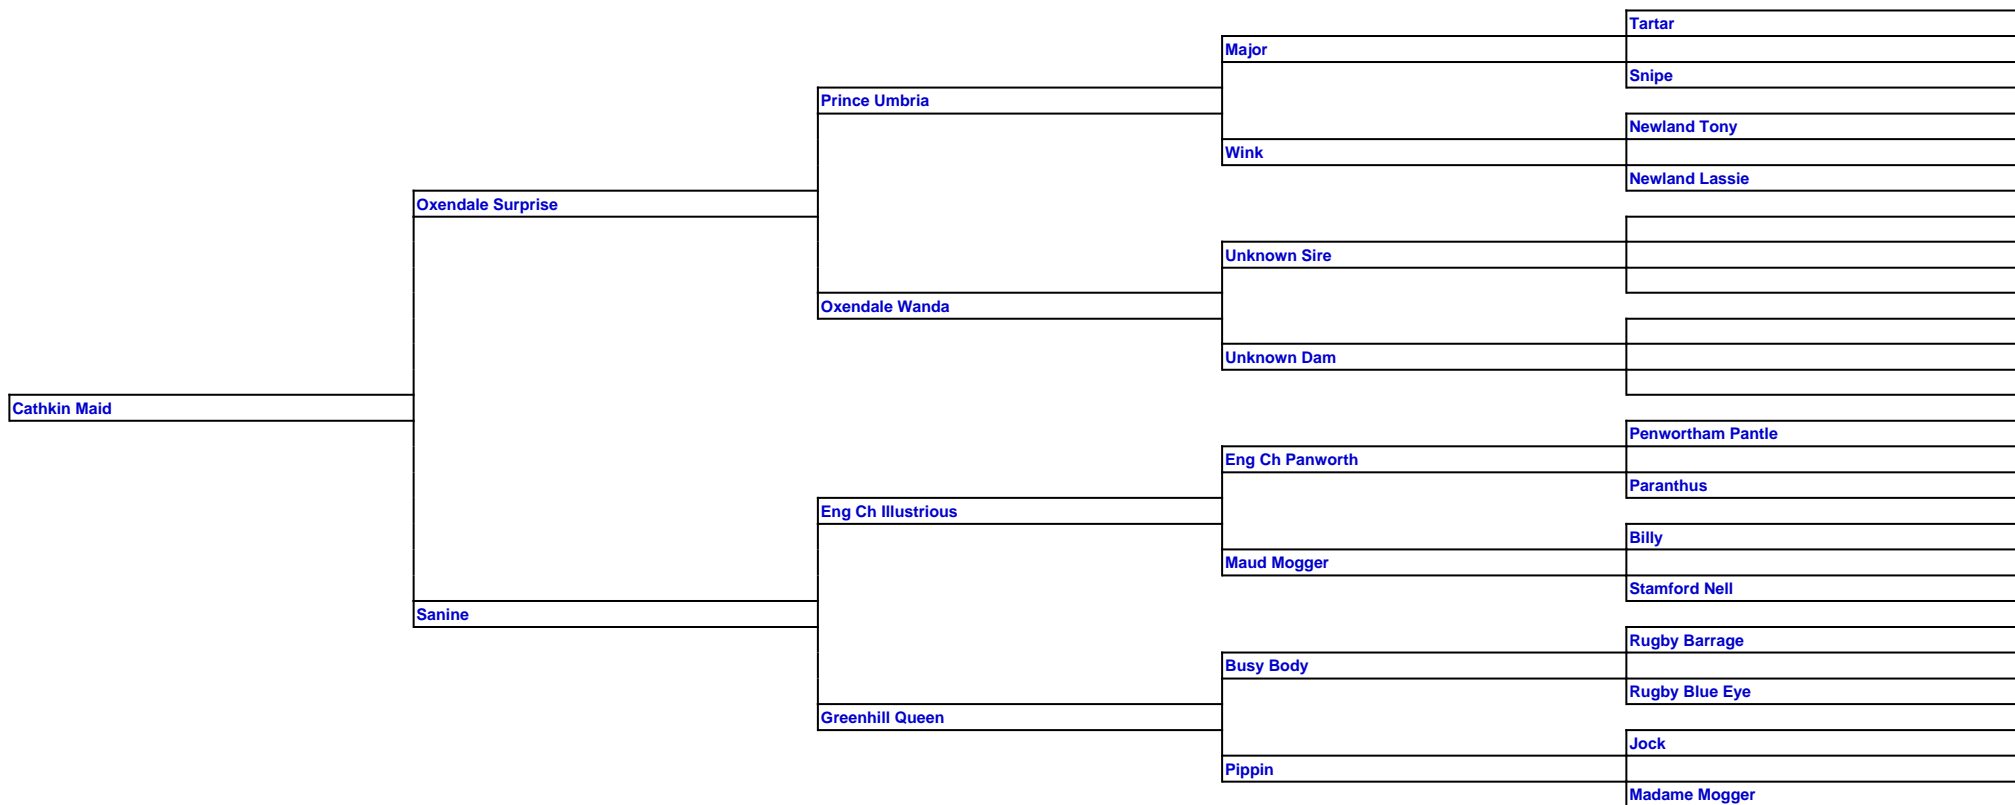 Tartar
Major
Snipe
Prince Umbria
Newland Tony
Wink
Newland Lassie
Oxendale Surprise
Unknown Sire
Oxendale Wanda
Unknown Dam
Cathkin Maid
Penwortham Pantle
Eng Ch Panworth
Paranthus
Eng Ch Illustrious
Billy
Maud Mogger
Stamford Nell
Sanine
Rugby Barrage
Busy Body
Rugby Blue Eye
Greenhill Queen
Jock
Pippin
Madame Mogger